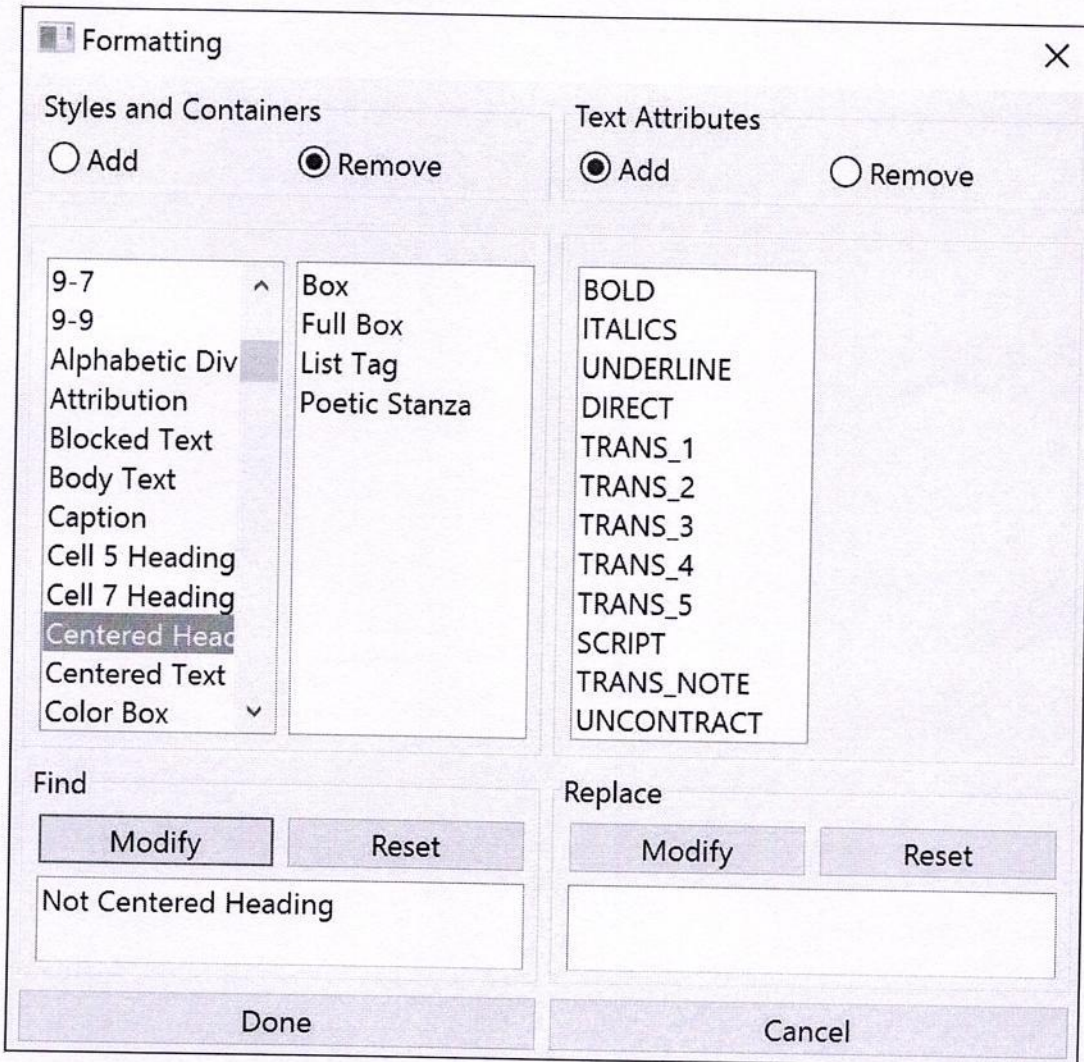 Formatting
Styles and Containers
Add
Remove
Text Attributes
Add
Remove
9-7
9-9
Alphabetic Div
Attribution
Blocked Text
Body Text
Caption
Cell 5 Heading
Cell 7 Heading
Centered Head
Centered Text
Color Box
Box
Full Box
List Tag
Poetic Stanza
BOLD
ITALICS
UNDERLINE
DIRECT
TRANS_1
TRANS_2
TRANS_3
TRANS_4
TRANS_5
SCRIPT
TRANS_NOTE
UNCONTRACT
Find
Modify
Reset
Not Centered Heading
Replace
Modify
Reset
Done
Cancel